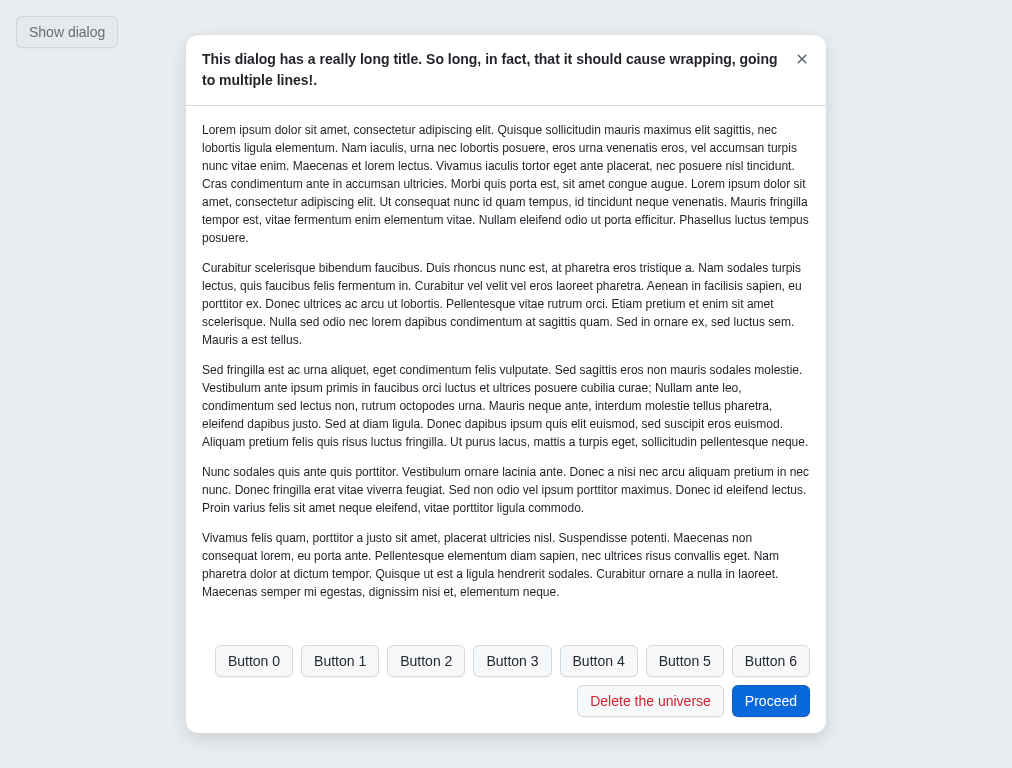 Show dialog
This dialog has a really long title. So long, in fact, that it should cause wrapping, going
to multiple lines!.
Lorem ipsum dolor sit amet, consectetur adipiscing elit. Quisque sollicitudin mauris maximus elit sagittis, nec
lobortis ligula elementum. Nam iaculis, urna nec lobortis posuere, eros urna venenatis eros, vel accumsan turpis
nunc vitae enim. Maecenas et lorem lectus. Vivamus iaculis tortor eget ante placerat, nec posuere nisl tincidunt.
Cras condimentum ante in accumsan ultricies. Morbi quis porta est, sit amet congue augue. Lorem ipsum dolor sit
amet, consectetur adipiscing elit. Ut consequat nunc id quam tempus, id tincidunt neque venenatis. Mauris fringilla
tempor est, vitae fermentum enim elementum vitae. Nullam eleifend odio ut porta efficitur. Phasellus luctus tempus
posuere.
Curabitur scelerisque bibendum faucibus. Duis rhoncus nunc est, at pharetra eros tristique a. Nam sodales turpis
lectus, quis faucibus felis fermentum in. Curabitur vel velit vel eros laoreet pharetra. Aenean in facilisis sapien, eu
porttitor ex. Donec ultrices ac arcu ut lobortis. Pellentesque vitae rutrum orci. Etiam pretium et enim sit amet
scelerisque. Nulla sed odio nec lorem dapibus condimentum at sagittis quam. Sed in ornare ex, sed luctus sem.
Mauris a est tellus.
Sed fringilla est ac urna aliquet, eget condimentum felis vulputate. Sed sagittis eros non mauris sodales molestie.
Vestibulum ante ipsum primis in faucibus orci luctus et ultrices posuere cubilia curae; Nullam ante leo,
condimentum sed lectus non, rutrum octopodes urna. Mauris neque ante, interdum molestie tellus pharetra,
eleifend dapibus justo. Sed at diam ligula. Donec dapibus ipsum quis elit euismod, sed suscipit eros euismod.
Aliquam pretium felis quis risus luctus fringilla. Ut purus lacus, mattis a turpis eget, sollicitudin pellentesque neque.
Nunc sodales quis ante quis porttitor. Vestibulum ornare lacinia ante. Donec a nisi nec arcu aliquam pretium in nec
nunc. Donec fringilla erat vitae viverra feugiat. Sed non odio vel ipsum porttitor maximus. Donec id eleifend lectus.
Proin varius felis sit amet neque eleifend, vitae porttitor ligula commodo.
Vivamus felis quam, porttitor a justo sit amet, placerat ultricies nisl. Suspendisse potenti. Maecenas non
consequat lorem, eu porta ante. Pellentesque elementum diam sapien, nec ultrices risus convallis eget. Nam
pharetra dolor at dictum tempor. Quisque ut est a ligula hendrerit sodales. Curabitur ornare a nulla in laoreet.
Maecenas semper mi egestas, dignissim nisi et, elementum neque.
Button 0 Button 1 Button 2 Button 3 Button 4 Button 5 Button 6
Delete the universe Proceed